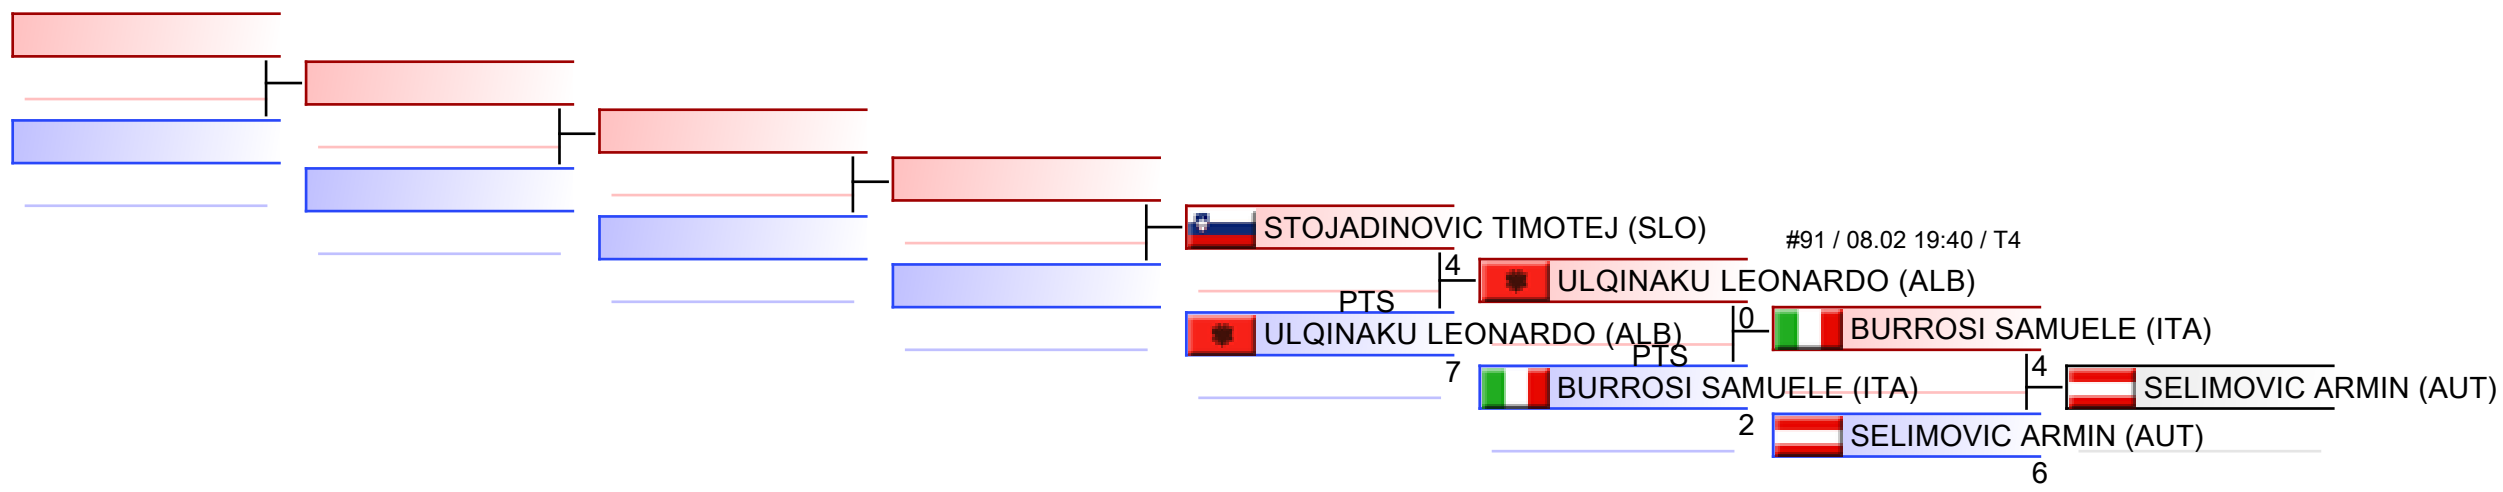 STOJADINOVIC TIMOTEJ (SLO)
#91 / 08.02 19:40 / T4
4
ULQINAKU LEONARDO (ALB)
PTS
0
BURROSI SAMUELE (ITA)
ULQINAKU LEONARDO (ALB)
PTS
7
4
BURROSI SAMUELE (ITA)
SELIMOVIC ARMIN (AUT)
2
SELIMOVIC ARMIN (AUT)
6